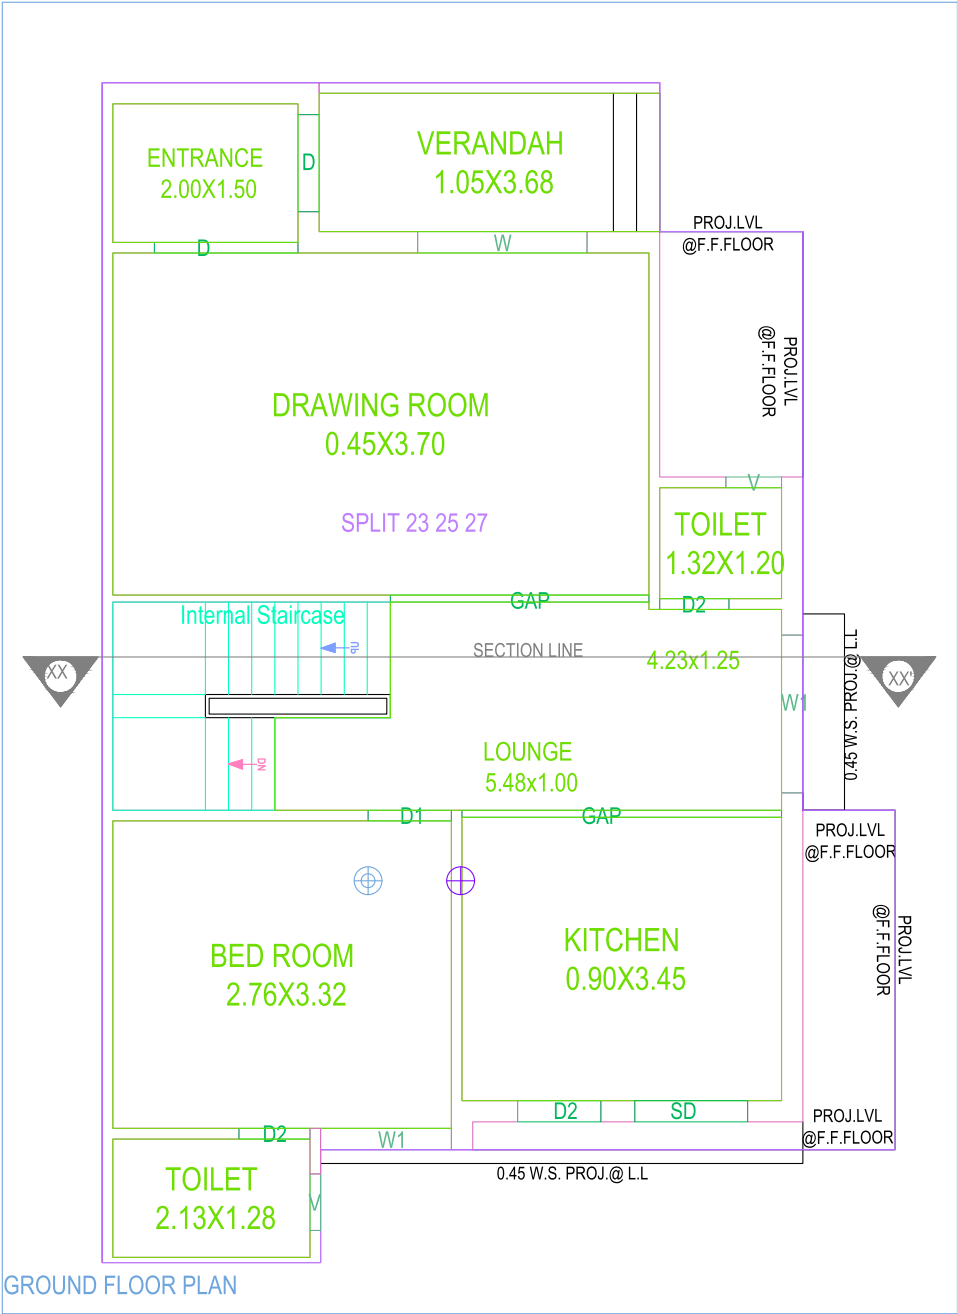 ENTRANCE
2.00X1.50
D
VERANDAH
1.05X3.68
D
W
PROJ.LVL
@F.F.FLOOR
PROJ.LVL
@F.F.FLOOR
DRAWING ROOM
0.45X3.70
SPLIT 23 25 27
V
TOILET
1.32X1.20
GAP
D2
Internal Staircase
UP
SECTION LINE
4.23x1.25
XX
XX'
W1
0.45 W.S. PROJ.@ L.L
DN
LOUNGE
5.48x1.00
D1
GAP
PROJ.LVL
@F.F.FLOOR
PROJ.LVL
@F.F.FLOOR
BED ROOM
2.76X3.32
KITCHEN
0.90X3.45
D2
SD
PROJ.LVL
@F.F.FLOOR
D2
W1
0.45 W.S. PROJ.@ L.L
TOILET
2.13X1.28
V
GROUND FLOOR PLAN